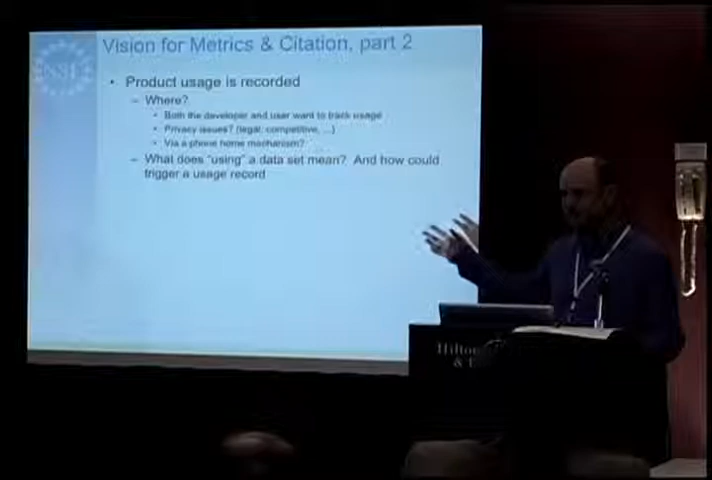 NSF
Vision for Metrics & Citation, part 2
• Product usage is recorded
– Where?
• Both the developer and user want to track usage
• Privacy issues? (legal, competitive, ...)
• Via a phone home mechanism?
– What does "using" a data set mean? And how could
trigger a usage record
Hilton
&